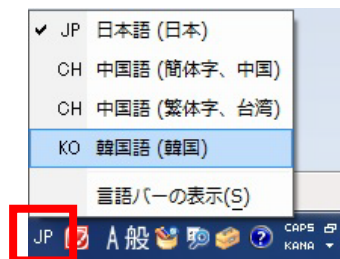 ✓ JP 日本語 (日本)
CH 中国語 (簡体字、中国)
CH 中国語 (繁体字、台湾)
KO 韓国語 (韓国)
言語バーの表示(S)
JP A 般 ? CAPS
KANA